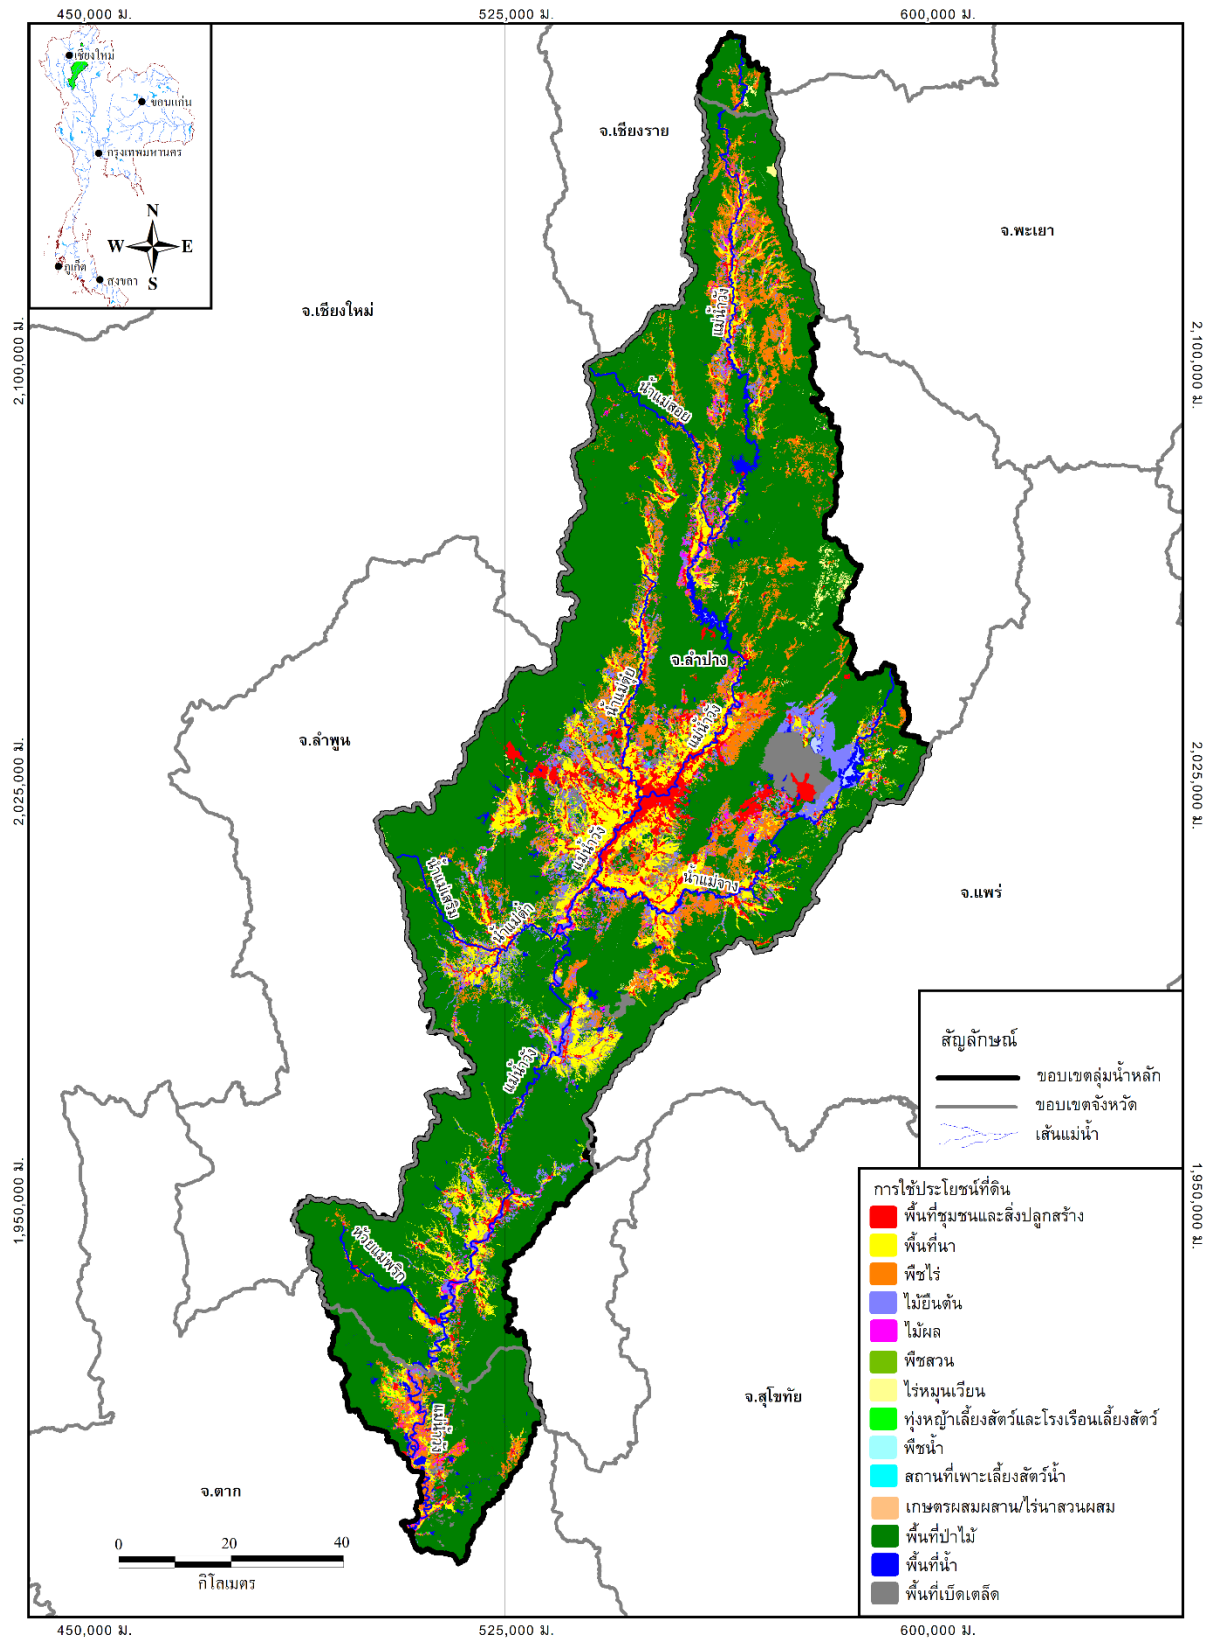 450,000 ม.
525,000 ม.
600,000 ม.
เชียงใหม่
ขอนแก่น
กรุงเทพมหานคร
ภูเก็ต
สงขลา
N
W
E
S
จ.เชียงราย
จ.พะเยา
จ.เชียงใหม่
แม่น้ำวัง
2,100,000 ม.
2,100,000 ม.
น้ำแม่สอย
จ.ลำปาง
น้ำแม่ตุ๋ย
แม่น้ำวัง
จ.ลำพูน
2,025,000 ม.
2,025,000 ม.
แม่น้ำวัง
น้ำแม่จาง
น้ำแม่เสริม
น้ำแม่ต๋ำ
จ.แพร่
แม่น้ำวัง
สัญลักษณ์
ขอบเขตลุ่มน้ำหลัก
ขอบเขตจังหวัด
เส้นแม่น้ำ
1,950,000 ม.
1,950,000 ม.
ห้วยแม่พริก
แม่น้ำวัง
จ.สุโขทัย
จ.ตาก
การใช้ประโยชน์ที่ดิน
พื้นที่ชุมชนและสิ่งปลูกสร้าง
พื้นที่นา
พืชไร่
ไม้ยืนต้น
ไม้ผล
พืชสวน
ไร่หมุนเวียน
ทุ่งหญ้าเลี้ยงสัตว์และโรงเรือนเลี้ยงสัตว์
พืชน้ำ
สถานที่เพาะเลี้ยงสัตว์น้ำ
เกษตรผสมผสาน/ไร่นาสวนผสม
พื้นที่ป่าไม้
พื้นที่น้ำ
พื้นที่เบ็ดเตล็ด
0 20 40
กิโลเมตร
450,000 ม.
525,000 ม.
600,000 ม.